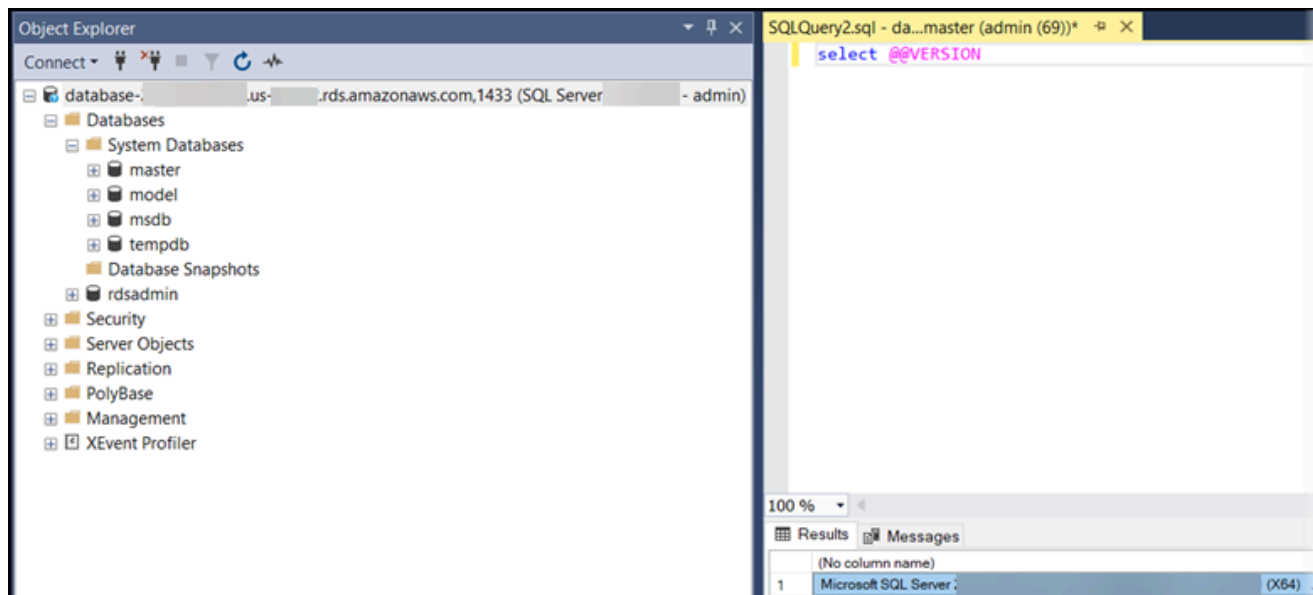 Object Explorer
Connect
database-. .us- .rds.amazonaws.com,1433 (SQL Server - admin)
Databases
System Databases
master
model
msdb
tempdb
Database Snapshots
rdsadmin
Security
Server Objects
Replication
PolyBase
Management
XEvent Profiler
SQLQuery2.sql - da...master (admin (69))*
select @@VERSION
100 %
Results Messages
(No column name)
1 Microsoft SQL Server (X64)